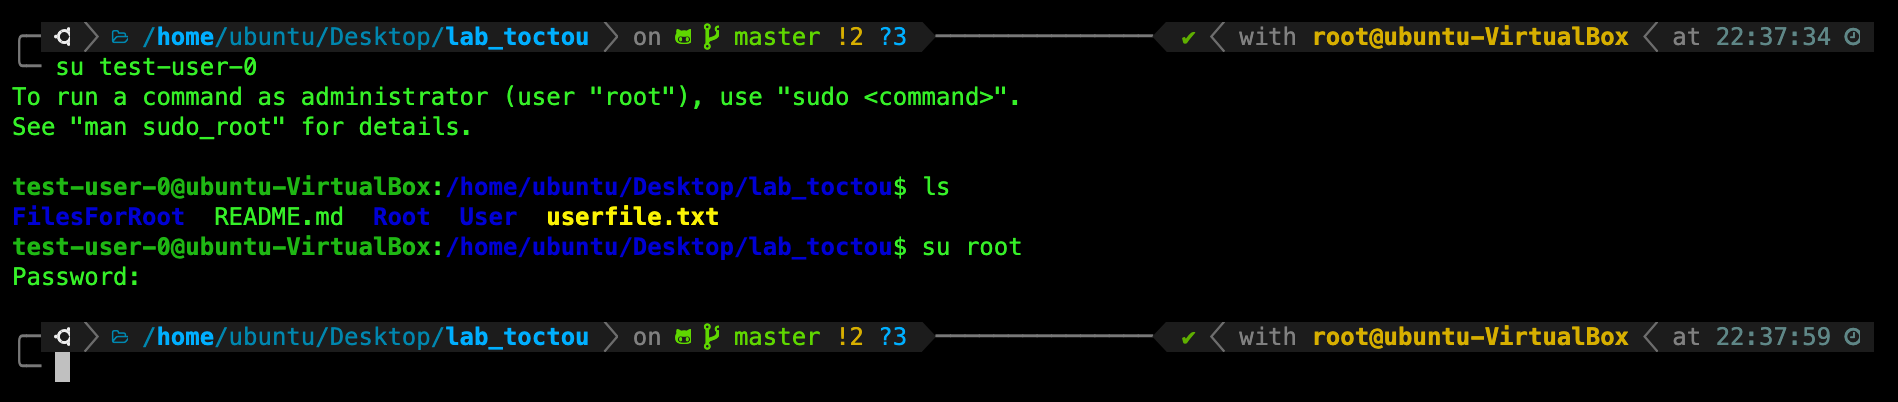 /home/ubuntu/Desktop/lab_toctou on master !2 ?3 ✔ with root@ubuntu-VirtualBox at 22:37:34
su test-user-0
To run a command as administrator (user "root"), use "sudo <command>".
See "man sudo_root" for details.
test-user-0@ubuntu-VirtualBox:/home/ubuntu/Desktop/lab_toctou$ ls
FilesForRoot README.md Root User userfile.txt
test-user-0@ubuntu-VirtualBox:/home/ubuntu/Desktop/lab_toctou$ su root
Password:
/home/ubuntu/Desktop/lab_toctou on master !2 ?3 ✔ with root@ubuntu-VirtualBox at 22:37:59